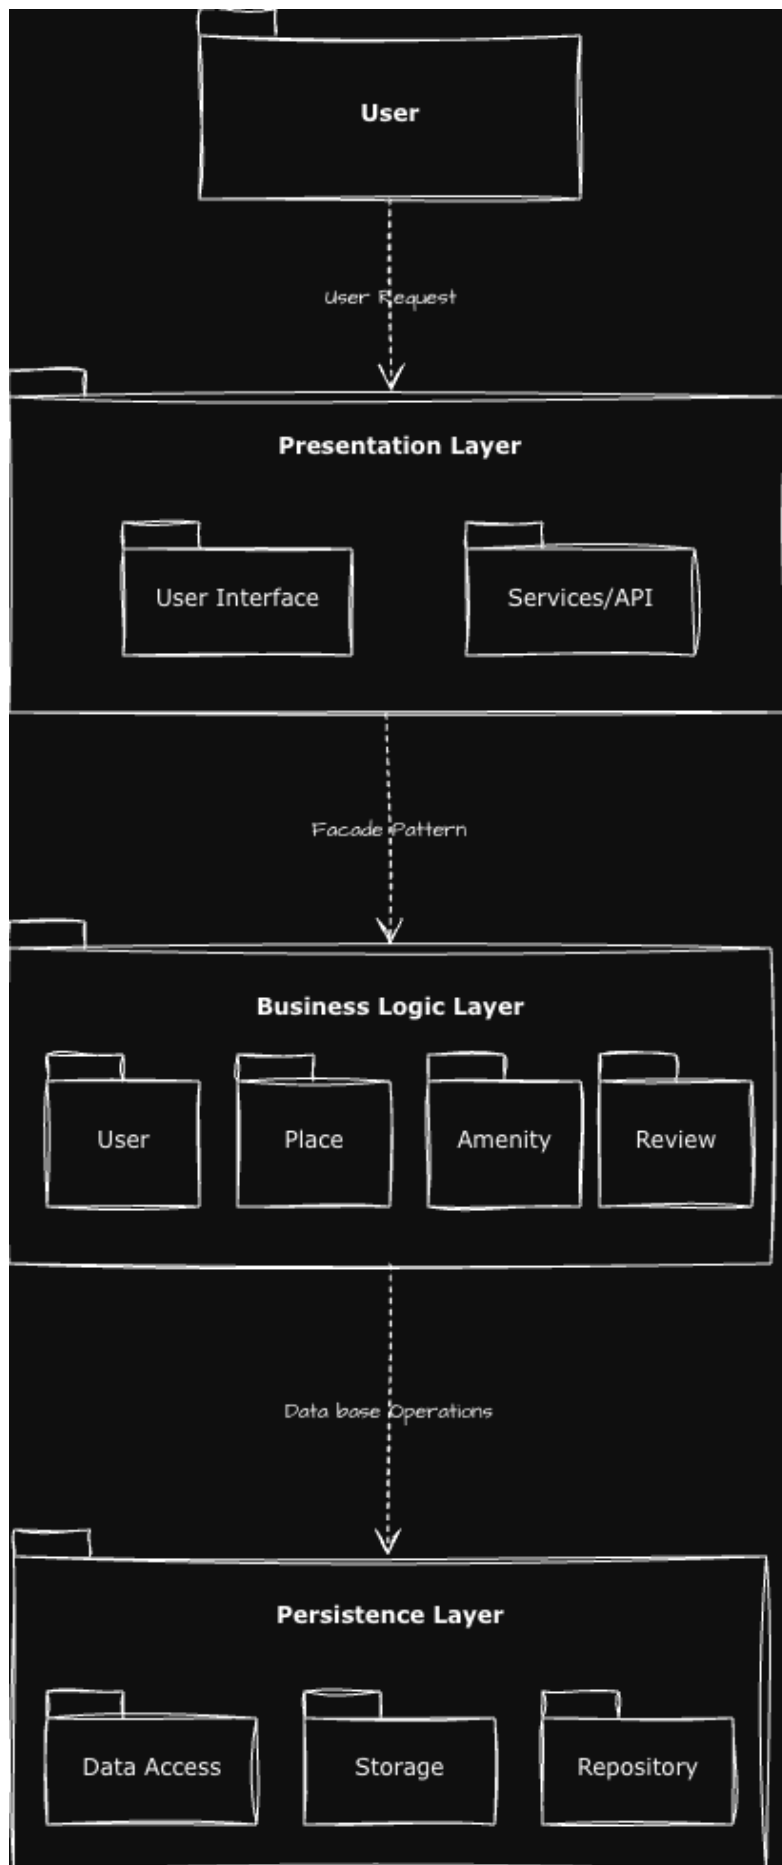 User
User Request
Presentation Layer
User Interface
Services/API
Facade Pattern
Business Logic Layer
User
Place
Amenity
Review
Data base Operations
Persistence Layer
Data Access
Storage
Repository